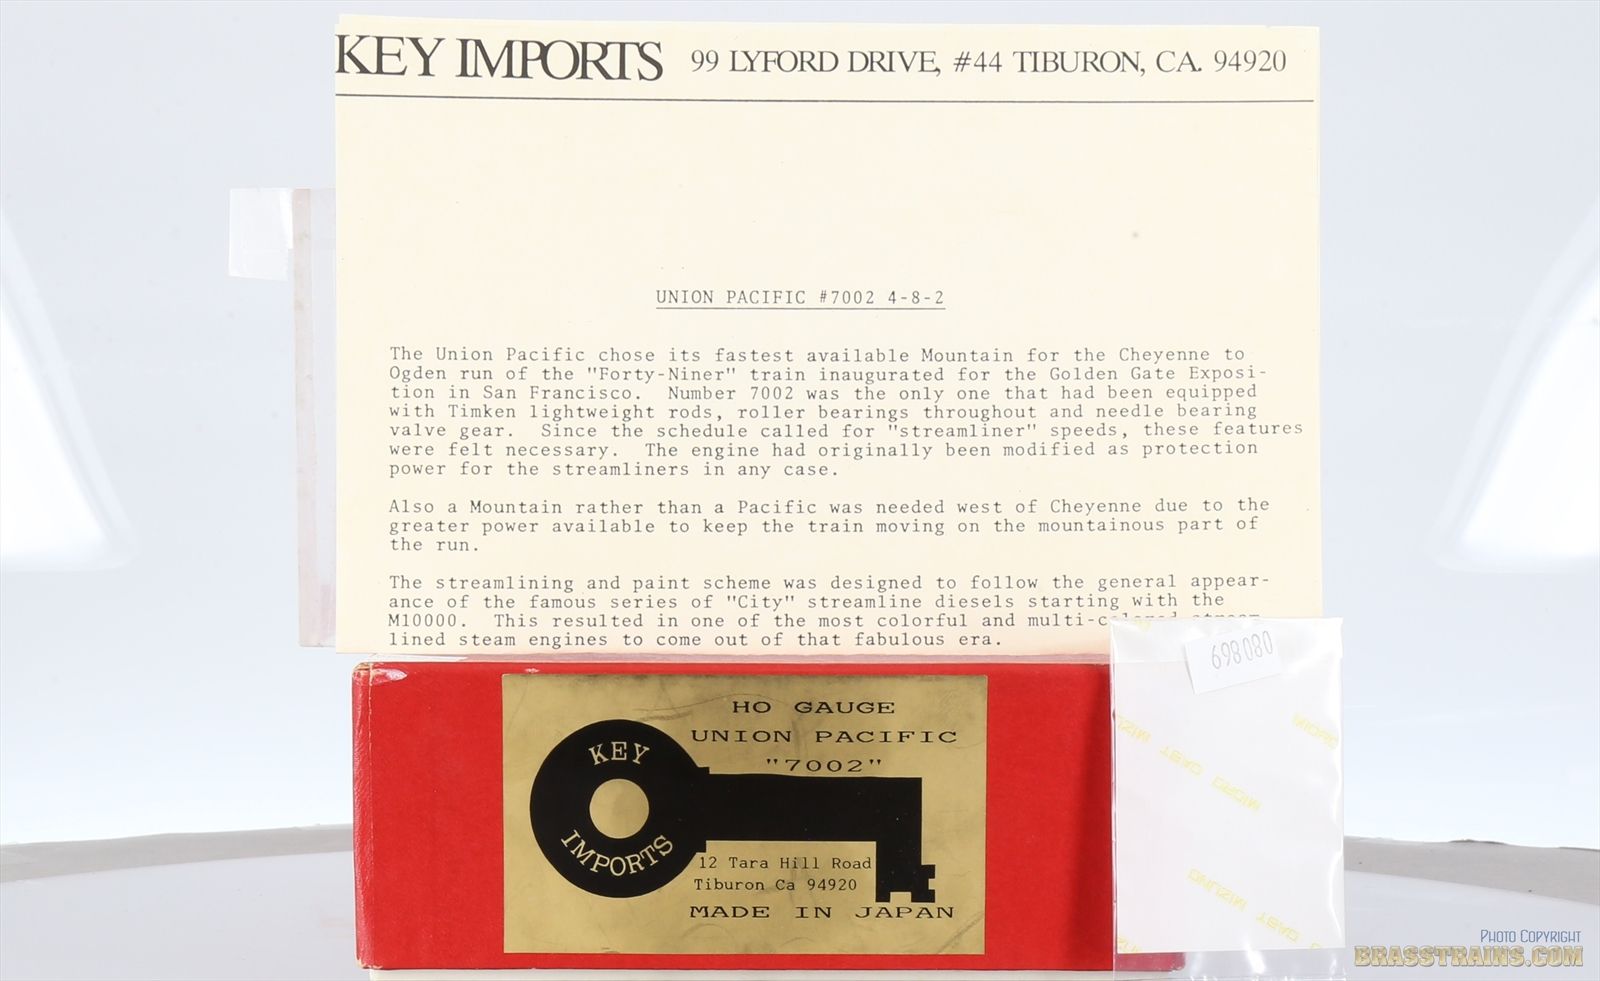 KEY IMPORTS 99 LYFORD DRIVE, #44 TIBURON, CA. 94920
UNION PACIFIC #7002 4-8-2
The Union Pacific chose its fastest available Mountain for the Cheyenne to
Ogden run of the "Forty-Niner" train inaugurated for the Golden Gate Exposi-
tion in San Francisco. Number 7002 was the only one that had been equipped
with Timken lightweight rods, roller bearings throughout and needle bearing
valve gear. Since the schedule called for "streamliner" speeds, these features
were felt necessary. The engine had originally been modified as protection
power for the streamliners in any case.
Also a Mountain rather than a Pacific was needed west of Cheyenne due to the
greater power available to keep the train moving on the mountainous part of
the run.
The streamlining and paint scheme was designed to follow the general appear-
ance of the famous series of "City" streamline diesels starting with the
M10000. This resulted in one of the most colorful and multi-colored stream-
lined steam engines to come out of that fabulous era.
080869
HO GAUGE
UNION PACIFIC
"7002"
KEY
IMPORTS
12 Tara Hill Road
Tiburon Ca 94920
MADE IN JAPAN
PHOTO COPYRIGHT
BRASSTRAINS.COM